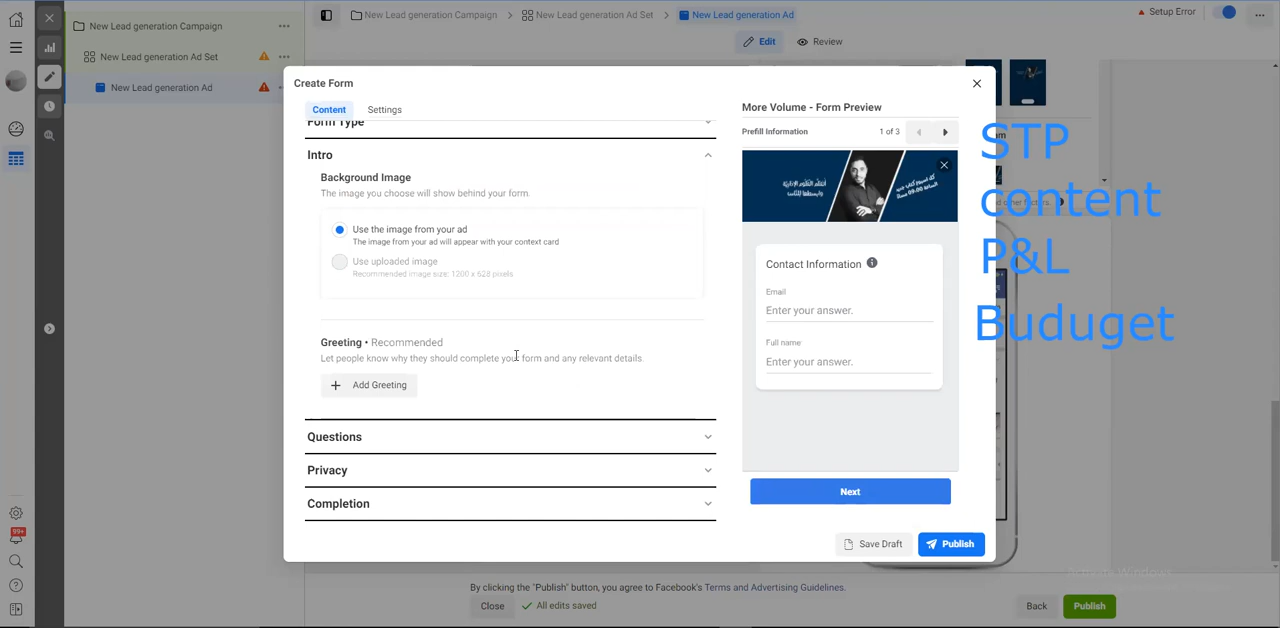 New Lead generation Campaign
New Lead generation Campaign
New Lead generation Ad Set
New Lead generation Ad
Setup Error
New Lead generation Ad Set
Edit
Review
New Lead generation Ad
Create Form
Content
Settings
Form Type
Intro
Background Image
The image you choose will show behind your form.
Use the image from your ad
The image from your ad will appear with your context card
Use uploaded image
Recommended image size: 1200 x 628 pixels
Greeting • Recommended
Let people know why they should complete your form and any relevant details.
Add Greeting
Questions
Privacy
Completion
More Volume - Form Preview
Prefill Information
1 of 3
Contact Information
Email
Enter your answer.
Full name
Enter your answer.
Next
Save Draft
Publish
STP
content
P&L
Buduget
99+
By clicking the "Publish" button, you agree to Facebook's Terms and Advertising Guidelines.
Close
All edits saved
Back
Publish